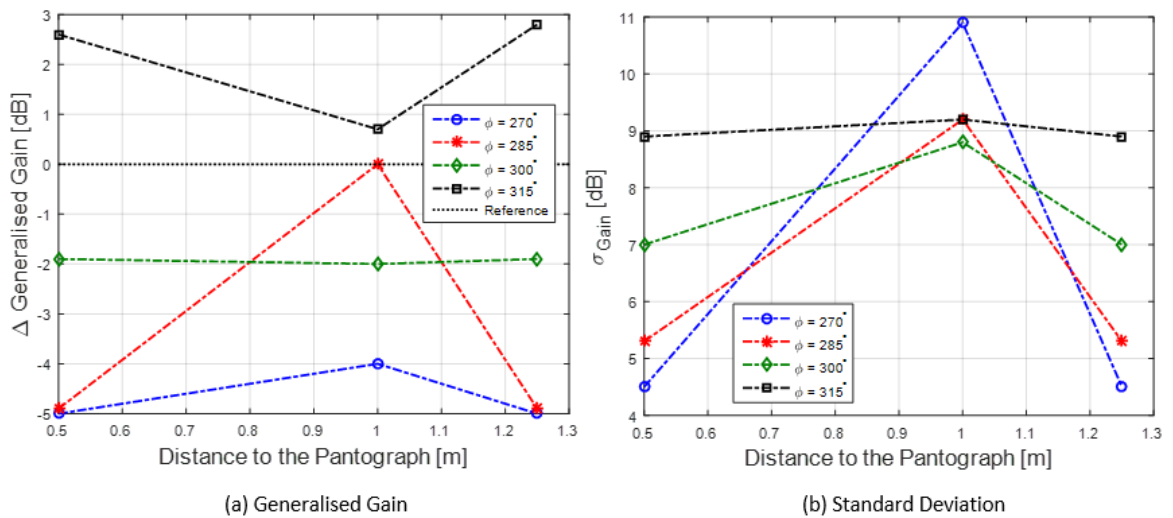 3
2
1
0
-1
-2
-3
-4
-5
Δ Generalised Gain [dB]
ϕ = 270°
ϕ = 285°
ϕ = 300°
ϕ = 315°
Reference
0.5 0.6 0.7 0.8 0.9 1 1.1 1.2 1.3
Distance to the Pantograph [m]
(a) Generalised Gain
11
10
9
8
7
6
5
4
σGain [dB]
ϕ = 270°
ϕ = 285°
ϕ = 300°
ϕ = 315°
0.5 0.6 0.7 0.8 0.9 1 1.1 1.2 1.3
Distance to the Pantograph [m]
(b) Standard Deviation